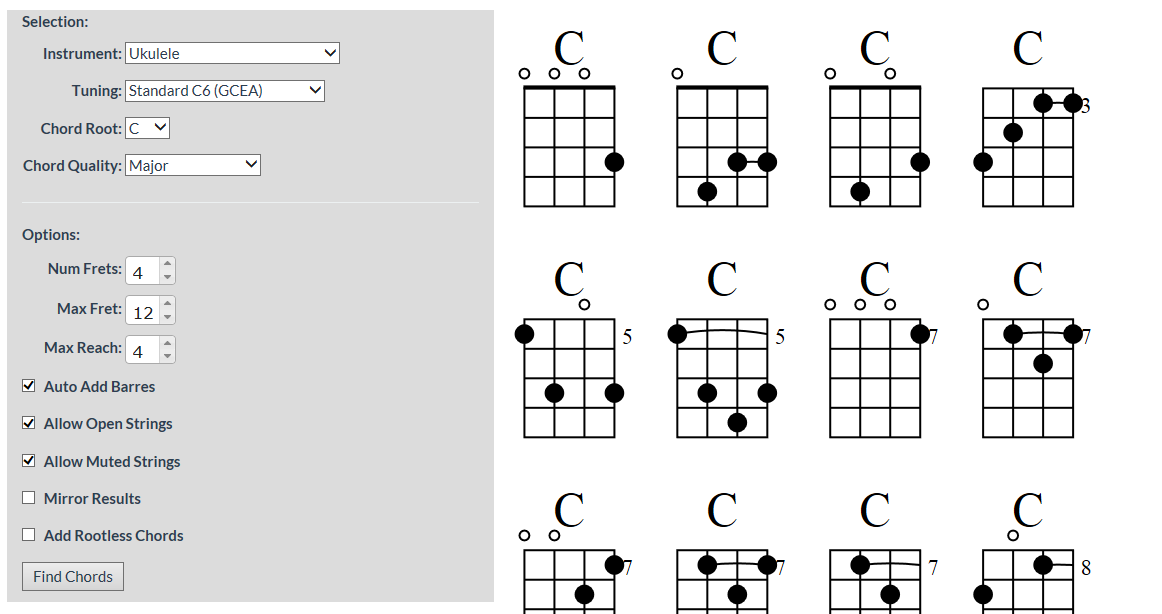 Selection:
Instrument: Ukulele
Tuning: Standard C6 (GCEA)
Chord Root: C
Chord Quality: Major
Options:
Num Frets: 4
Max Fret: 12
Max Reach: 4
Auto Add Barres
Allow Open Strings
Allow Muted Strings
Mirror Results
Add Rootless Chords
Find Chords
C C C C
3
C C C C
5 5 7 7
C C C C
7 7 7 8